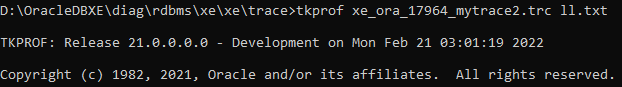 D:\OracleDBXE\diag\rdbms\xe\xe\trace>tkprof xe_ora_17964_mytrace2.trc ll.txt
TKPROF: Release 21.0.0.0.0 - Development on Mon Feb 21 03:01:19 2022
Copyright (c) 1982, 2021, Oracle and/or its affiliates.  All rights reserved.